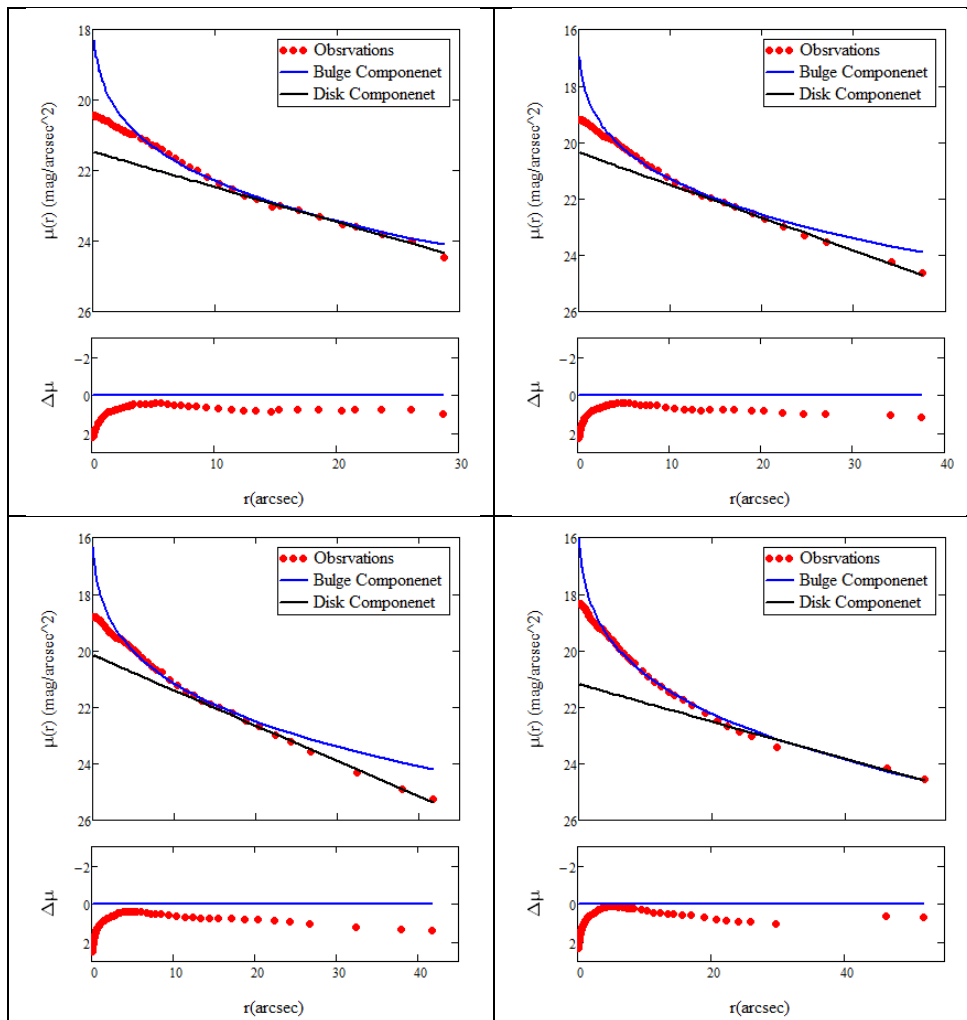 18
20
22
24
26
μ(r) (mag/arcsec^2)
Obsrvations
Bulge Componenet
Disk Componenet
−2
0
2
Δμ
0 10 20 30
r(arcsec)
16
18
20
22
24
26
μ(r) (mag/arcsec^2)
Obsrvations
Bulge Componenet
Disk Componenet
−2
0
2
Δμ
0 10 20 30 40
r(arcsec)
16
18
20
22
24
26
μ(r) (mag/arcsec^2)
Obsrvations
Bulge Componenet
Disk Componenet
−2
0
2
Δμ
0 10 20 30 40
r(arcsec)
16
18
20
22
24
26
μ(r) (mag/arcsec^2)
Obsrvations
Bulge Componenet
Disk Componenet
−2
0
2
Δμ
0 20 40
r(arcsec)